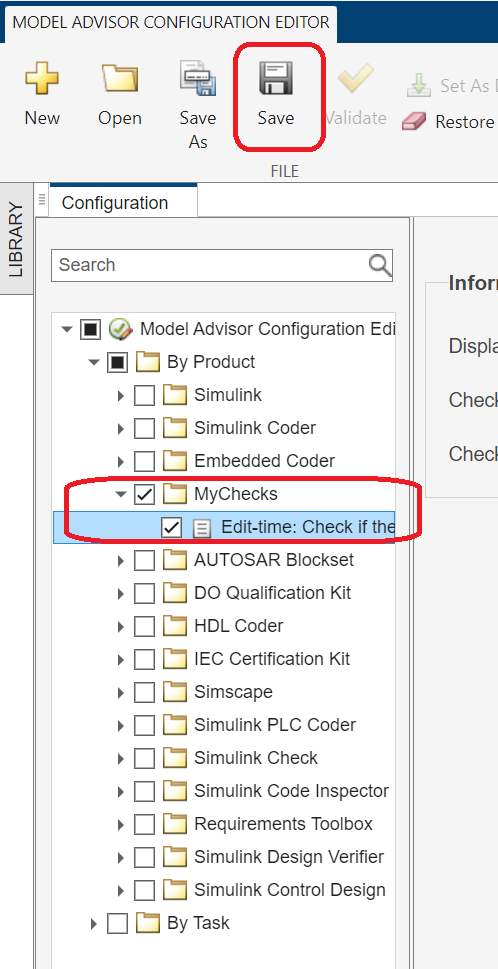 MODEL ADVISOR CONFIGURATION EDITOR
New
Open
Save
As
Save
Validate
Set As
Restore
FILE
LIBRARY
Configuration
Search
Model Advisor Configuration Edi
By Product
Simulink
Simulink Coder
Embedded Coder
MyChecks
Edit-time: Check if the
AUTOSAR Blockset
DO Qualification Kit
HDL Coder
IEC Certification Kit
Simscape
Simulink PLC Coder
Simulink Check
Simulink Code Inspector
Requirements Toolbox
Simulink Design Verifier
Simulink Control Design
By Task
Infor
Displa
Check
Check